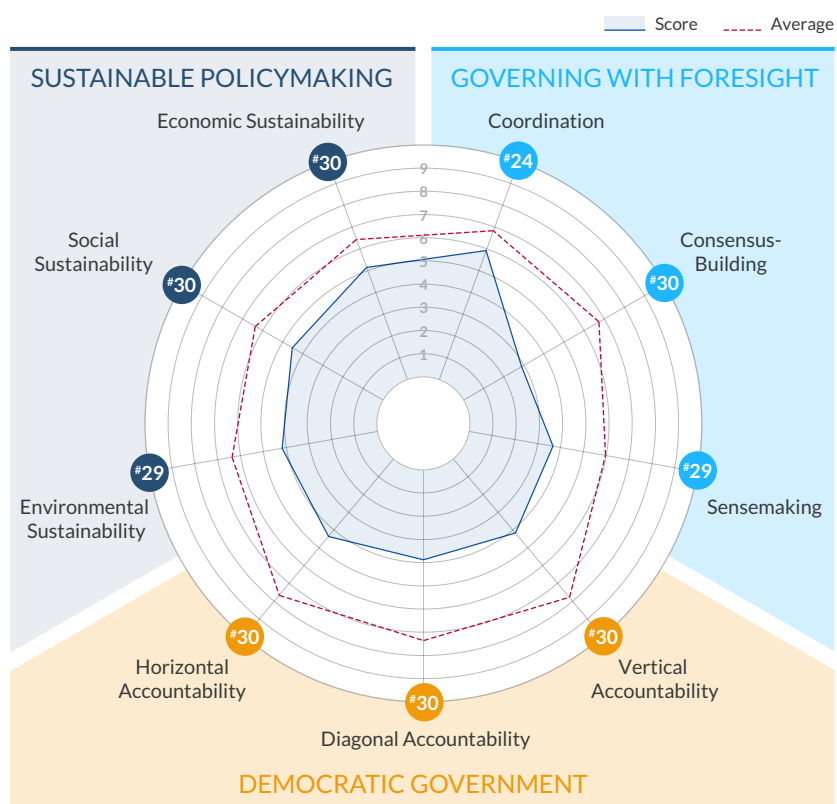 Score
Average
SUSTAINABLE POLICYMAKING
GOVERNING WITH FORESIGHT
Economic Sustainability
Coordination
#30
#24
9
8
7
6
5
4
3
2
1
Social
Sustainability
#30
Consensus-
Building
#30
#29
Environmental
Sustainability
#29
Sensemaking
#30
Horizontal
Accountability
#30
Vertical
Accountability
#30
Diagonal Accountability
DEMOCRATIC GOVERNMENT